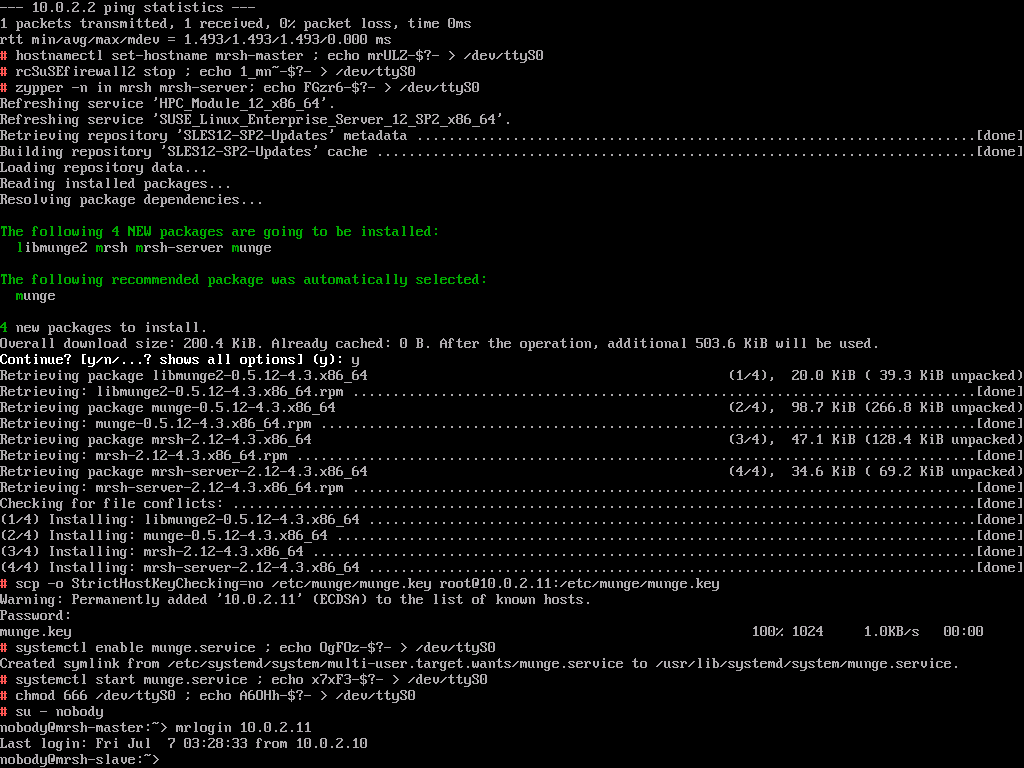 --- 10.0.2.2 ping statistics ---
1 packets transmitted, 1 received, 0% packet loss, time 0ms
rtt min/avg/max/mdev = 1.493/1.493/1.493/0.000 ms
# hostnamectl set-hostname mrsh-master ; echo mrULZ-$?- > /dev/ttyS0
# rcSuSEfirewall2 stop ; echo 1_mn~-$?- > /dev/ttyS0
# zypper -n in mrsh mrsh-server; echo FGzr6-$?- > /dev/ttyS0
Refreshing service 'HPC_Module_12_x86_64'.
Refreshing service 'SUSE_Linux_Enterprise_Server_12_SP2_x86_64'.
Retrieving repository 'SLES12-SP2-Updates' metadata ......................................................................[done]
Building repository 'SLES12-SP2-Updates' cache ...........................................................................[done]
Loading repository data...
Reading installed packages...
Resolving package dependencies...
The following 4 NEW packages are going to be installed:
  libmunge2 mrsh mrsh-server munge
The following recommended package was automatically selected:
  munge
4 new packages to install.
Overall download size: 200.4 KiB. Already cached: 0 B. After the operation, additional 503.6 KiB will be used.
Continue? [y/n/...? shows all options] (y): y
Retrieving package libmunge2-0.5.12-4.3.x86_64                                             (1/4),  20.0 KiB ( 39.3 KiB unpacked)
Retrieving: libmunge2-0.5.12-4.3.x86_64.rpm ..............................................................................[done]
Retrieving package munge-0.5.12-4.3.x86_64                                                 (2/4),  98.7 KiB (266.8 KiB unpacked)
Retrieving: munge-0.5.12-4.3.x86_64.rpm ..................................................................................[done]
Retrieving package mrsh-2.12-4.3.x86_64                                                    (3/4),  47.1 KiB (128.4 KiB unpacked)
Retrieving: mrsh-2.12-4.3.x86_64.rpm .....................................................................................[done]
Retrieving package mrsh-server-2.12-4.3.x86_64                                             (4/4),  34.6 KiB ( 69.2 KiB unpacked)
Retrieving: mrsh-server-2.12-4.3.x86_64.rpm ..............................................................................[done]
Checking for file conflicts: .............................................................................................[done]
(1/4) Installing: libmunge2-0.5.12-4.3.x86_64 ............................................................................[done]
(2/4) Installing: munge-0.5.12-4.3.x86_64 ................................................................................[done]
(3/4) Installing: mrsh-2.12-4.3.x86_64 ...................................................................................[done]
(4/4) Installing: mrsh-server-2.12-4.3.x86_64 ............................................................................[done]
# scp -o StrictHostKeyChecking=no /etc/munge/munge.key root@10.0.2.11:/etc/munge/munge.key
Warning: Permanently added '10.0.2.11' (ECDSA) to the list of known hosts.
Password:
munge.key                                                                                     100% 1024     1.0KB/s   00:00
# systemctl enable munge.service ; echo OgFOz-$?- > /dev/ttyS0
Created symlink from /etc/systemd/system/multi-user.target.wants/munge.service to /usr/lib/systemd/system/munge.service.
# systemctl start munge.service ; echo x7xF3-$?- > /dev/ttyS0
# chmod 666 /dev/ttyS0 ; echo A6OHh-$?- > /dev/ttyS0
# su - nobody
nobody@mrsh-master:~> mrlogin 10.0.2.11
Last login: Fri Jul  7 03:28:33 from 10.0.2.10
nobody@mrsh-slave:~>